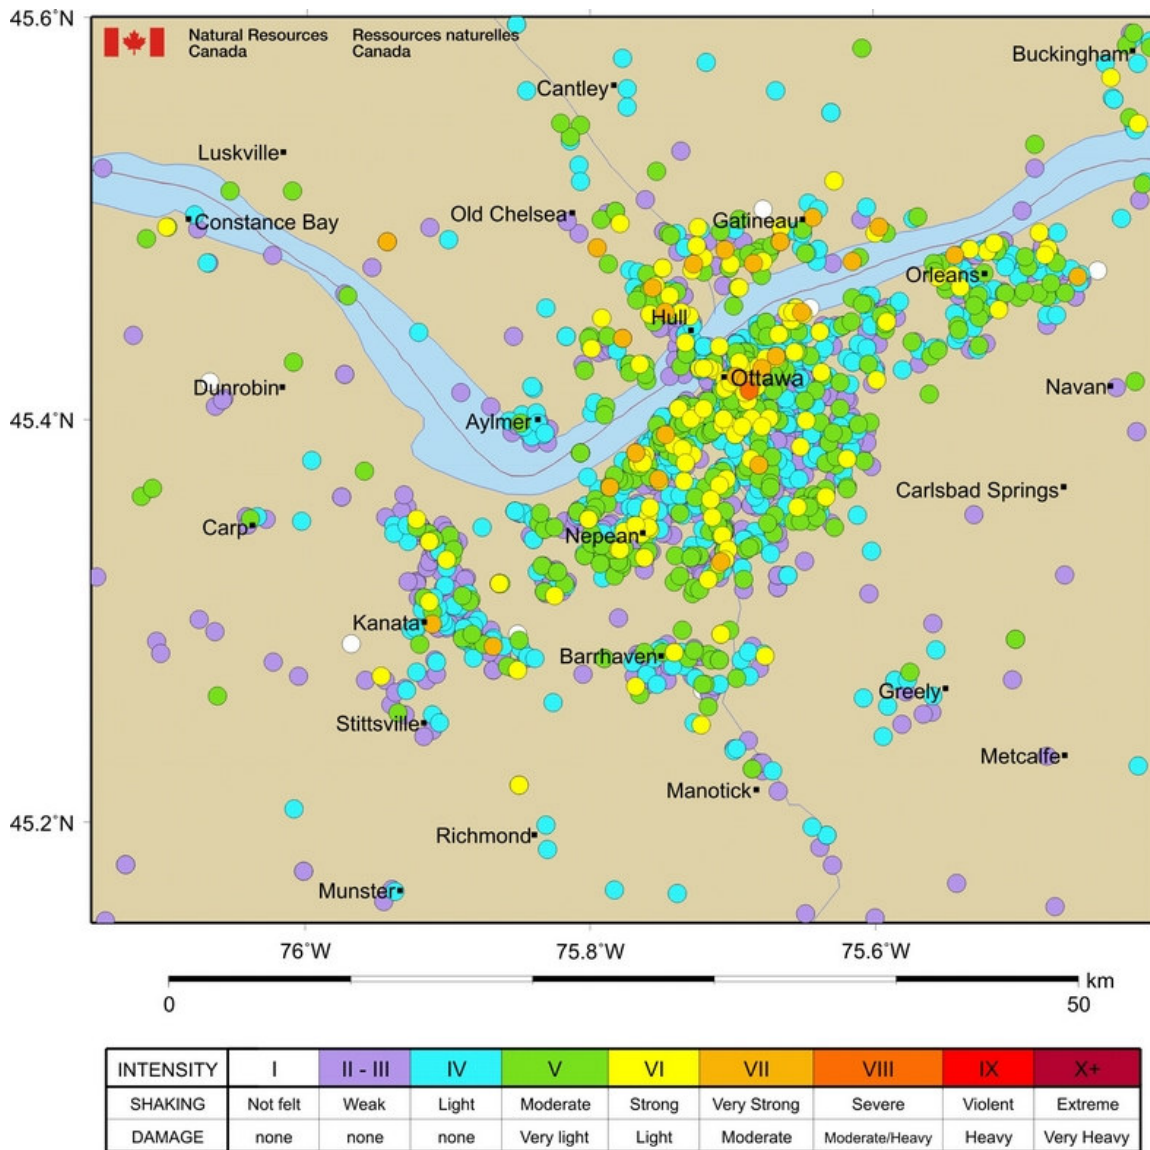 45.6˚N
Natural Resources Ressources naturelles
Canada Canada
Buckingham
Cantley
Luskville
Old Chelsea
Gatineau
Constance Bay
Orleans
Hull
Dunrobin
Ottawa
Navan
45.4˚N
Aylmer
Carlsbad Springs
Carp
Nepean
Kanata
Barrhaven
Greely
Stittsville
Metcalfe
Manotick
45.2˚N
Richmond
Munster
76˚W 75.8˚W 75.6˚W
km
0 50
INTENSITY I II - III IV V VI VII VIII IX X+
SHAKING Not felt Weak Light Moderate Strong Very Strong Severe Violent Extreme
DAMAGE none none none Very light Light Moderate Moderate/Heavy Heavy Very Heavy